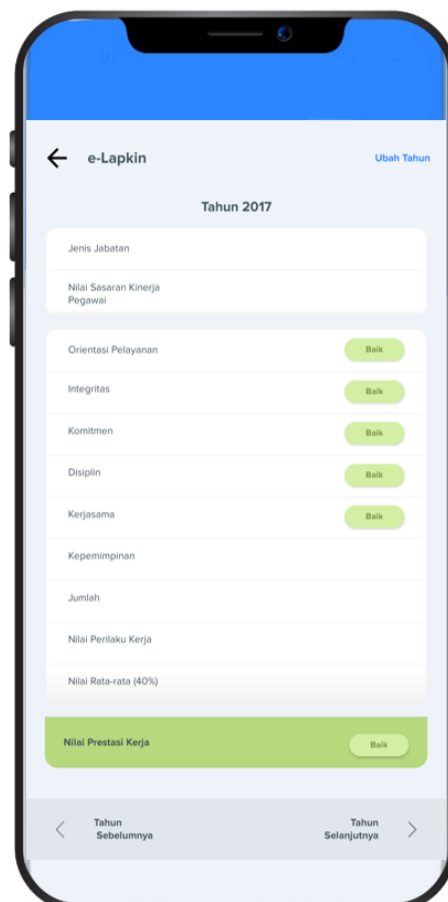 e-Lapkin
Ubah Tahun
Tahun 2017
Jenis Jabatan
Nilai Sasaran Kinerja
Pegawai
Orientasi Pelayanan
Baik
Integritas
Baik
Komitmen
Baik
Disiplin
Baik
Kerjasama
Baik
Kepemimpinan
Jumlah
Nilai Perilaku Kerja
Nilai Rata-rata (40%)
Nilai Prestasi Kerja
Baik
Tahun
Sebelumnya
Tahun
Selanjutnya